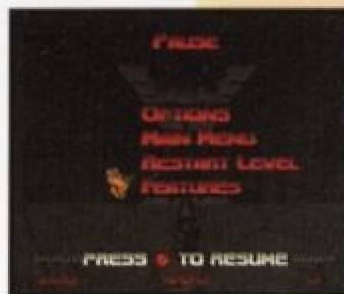 PAUSE
OPTIONS
MAIN MENU
RESTART LEVEL
FEATURES
PRESS TO RESUME